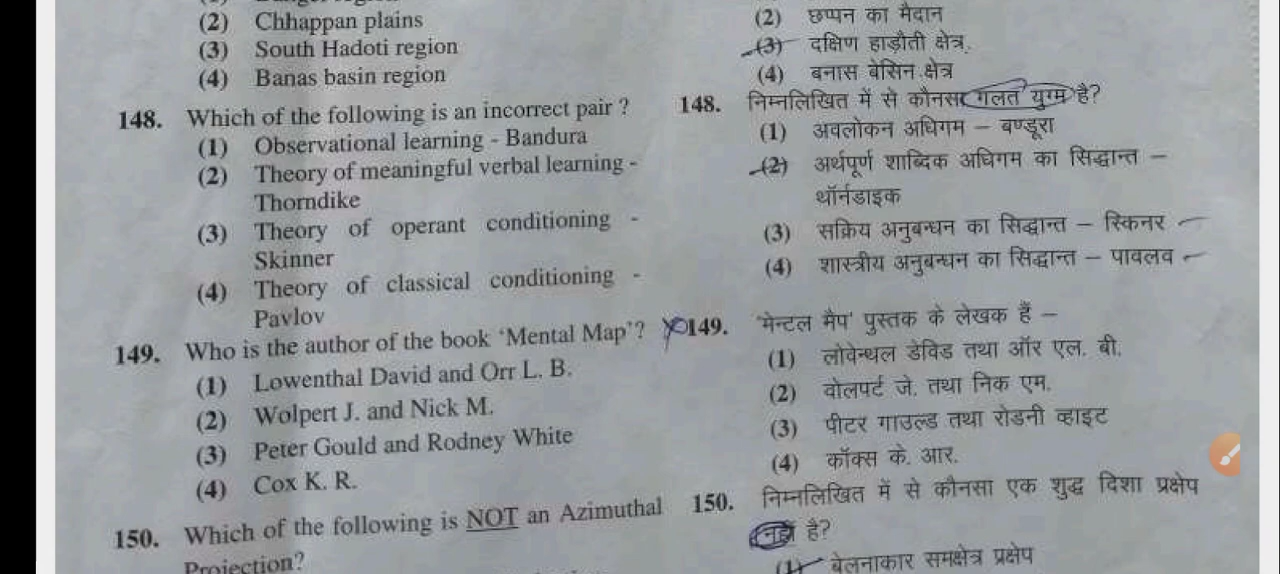 (2) Chhappan plains
(3) South Hadoti region
(4) Banas basin region
148. Which of the following is an incorrect pair ?
(1) Observational learning - Bandura
(2) Theory of meaningful verbal learning -
Thorndike
(3) Theory of operant conditioning -
Skinner
(4) Theory of classical conditioning -
Pavlov
149. Who is the author of the book ‘Mental Map’?
(1) Lowenthal David and Orr L. B.
(2) Wolpert J. and Nick M.
(3) Peter Gould and Rodney White
(4) Cox K. R.
150. Which of the following is NOT an Azimuthal
Projection?
(2) छप्पन का मैदान
(3) दक्षिण हाड़ौती क्षेत्र
(4) बनास बेसिन क्षेत्र
148. निम्नलिखित में से कौनसा गलत युग्म है?
(1) अवलोकन अधिगम – बण्डूरा
(2) अर्थपूर्ण शाब्दिक अधिगम का सिद्धान्त –
थॉर्नडाइक
(3) सक्रिय अनुबन्धन का सिद्धान्त – स्किनर
(4) शास्त्रीय अनुबन्धन का सिद्धान्त – पावलव
149. ‘मेन्टल मैप’ पुस्तक के लेखक हैं –
(1) लोवेन्थल डेविड तथा ऑर एल. बी.
(2) वोलपर्ट जे. तथा निक एम.
(3) पीटर गाउल्ड तथा रोडनी व्हाइट
(4) कॉक्स के. आर.
150. निम्नलिखित में से कौनसा एक शुद्ध दिशा प्रक्षेप
नहीं है?
(1) बेलनाकार समक्षेत्र प्रक्षेप